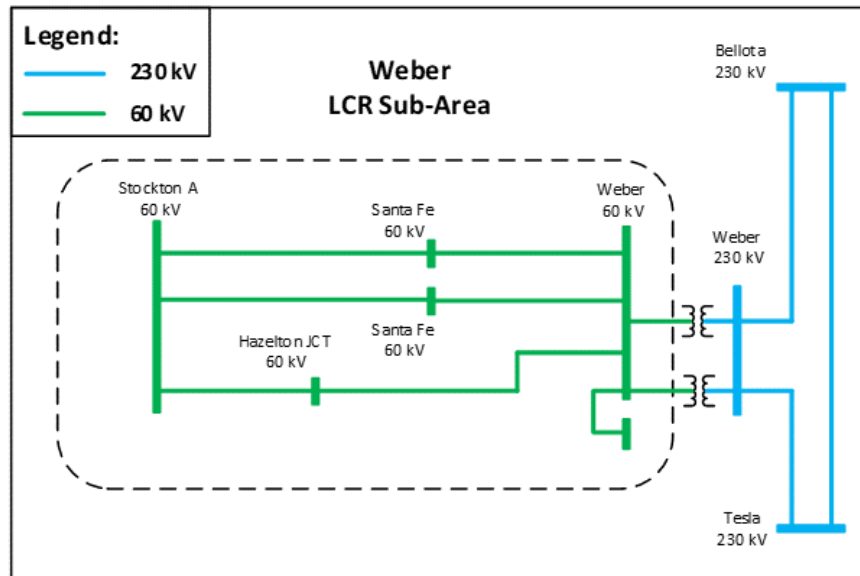 Legend:
230 kV
60 kV
Weber
LCR Sub-Area
Bellota
230 kV
Stockton A
60 kV
Santa Fe
60 kV
Weber
60 kV
Weber
230 kV
Santa Fe
60 kV
Hazelton JCT
60 kV
Tesla
230 kV